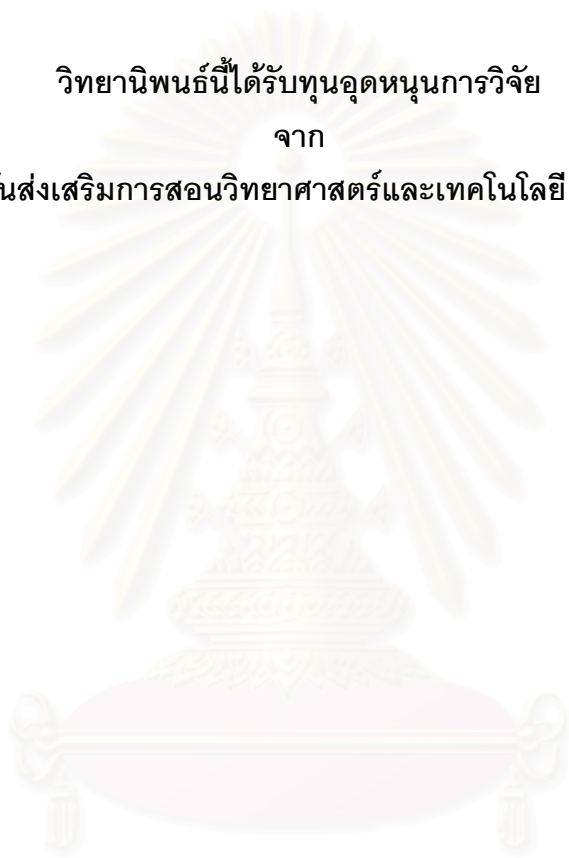 วิทยานิพนธ์นี้ได้รับทุนอุดหนุนการวิจัย
จาก
ส่งเสริมการสอนวิทยาศาสตร์และเทคโนโลยี